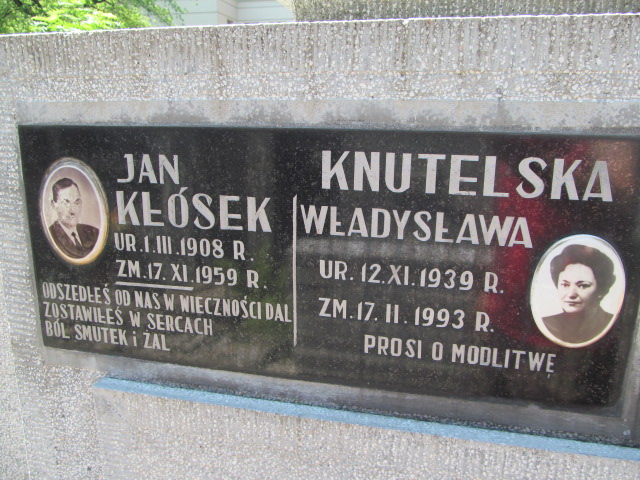 JAN
KŁÓSEK
UR.1.III.1908 R.
ZM.17.XI.1959 R.
ODSZEDŁEŚ OD NAS W WIECZNOŚCI DAL
ZOSTAWIŁEŚ W SERCACH
BÓL SMUTEK i ŻAL
KNUTELSKA
WŁADYSŁAWA
UR.12.XI.1939 R.
ZM.17.II.1993 R.
PROSI O MODLITWĘ